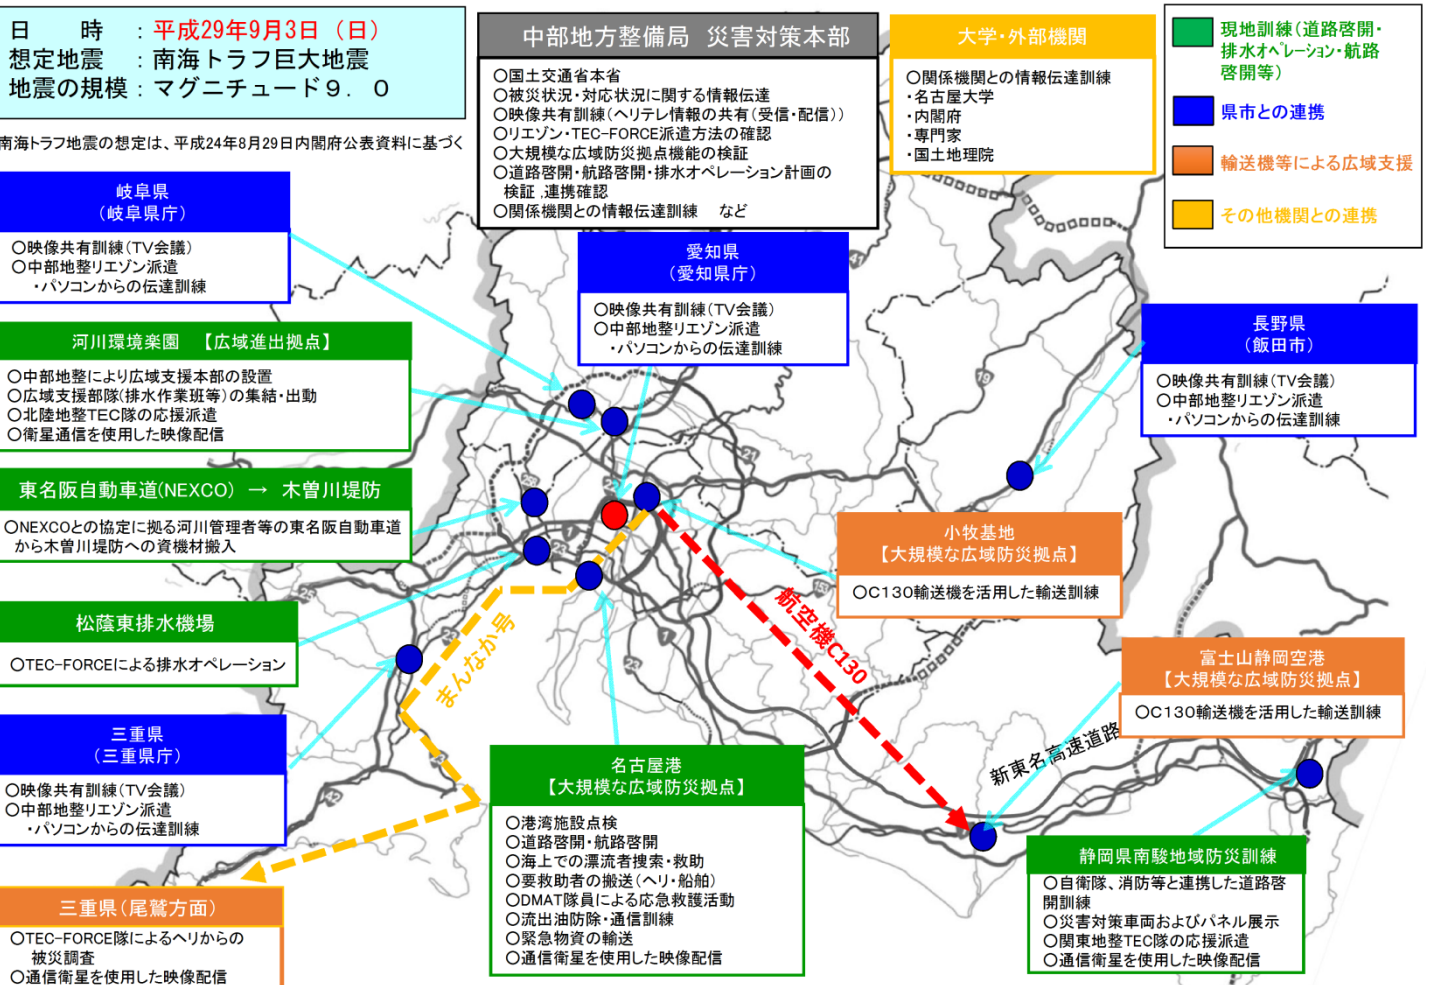 日　　時　：平成29年9月3日（日）
想定地震　：南海トラフ巨大地震
地震の規模：マグニチュード９．０
南海トラフ地震の想定は、平成24年8月29日内閣府公表資料に基づく
中部地方整備局　災害対策本部
○国土交通省本省
○被災状況・対応状況に関する情報伝達
○映像共有訓練（ヘリテレ情報の共有（受信・配信））
○リエゾン・TEC-FORCE派遣方法の確認
○大規模な広域防災拠点機能の検証
○道路啓開・航路啓開・排水オペレーション計画の
検証 ,連携確認
○関係機関との情報伝達訓練　など
大学・外部機関
○関係機関との情報伝達訓練
・名古屋大学
・内閣府
・専門家
・国土地理院
現地訓練（道路啓開・
排水オペレーション・航路
啓開等）
県市との連携
輸送機等による広域支援
その他機関との連携
岐阜県
（岐阜県庁）
○映像共有訓練（TV会議）
○中部地整リエゾン派遣
・パソコンからの伝達訓練
愛知県
（愛知県庁）
○映像共有訓練（TV会議）
○中部地整リエゾン派遣
・パソコンからの伝達訓練
長野県
（飯田市）
○映像共有訓練（TV会議）
○中部地整リエゾン派遣
・パソコンからの伝達訓練
河川環境楽園　【広域進出拠点】
○中部地整により広域支援本部の設置
○広域支援部隊（排水作業班等）の集結・出動
○北陸地整TEC隊の応援派遣
○衛星通信を使用した映像配信
東名阪自動車道(NEXCO)　→　木曽川堤防
○NEXCOとの協定に拠る河川管理者等の東名阪自動車道
から木曽川堤防への資機材搬入
小牧基地
【大規模な広域防災拠点】
○C130輸送機を活用した輸送訓練
松蔭東排水機場
○TEC-FORCEによる排水オペレーション
まんなか号
航空機C130
富士山静岡空港
【大規模な広域防災拠点】
○C130輸送機を活用した輸送訓練
新東名高速道路
三重県
（三重県庁）
○映像共有訓練（TV会議）
○中部地整リエゾン派遣
・パソコンからの伝達訓練
名古屋港
【大規模な広域防災拠点】
○港湾施設点検
○道路啓開・航路啓開
○海上での漂流者捜索・救助
○要救助者の搬送（ヘリ・船舶）
○DMAT隊員による応急救護活動
○流出油防除・通信訓練
○緊急物資の輸送
○通信衛星を使用した映像配信
静岡県南駿地域防災訓練
○自衛隊、消防等と連携した道路啓
開訓練
○災害対策車両およびパネル展示
○関東地整TEC隊の応援派遣
○通信衛星を使用した映像配信
三重県（尾鷲方面）
○TEC-FORCE隊によるヘリからの
被災調査
○通信衛星を使用した映像配信
41
19
1
23
25
23
1
23
42
151